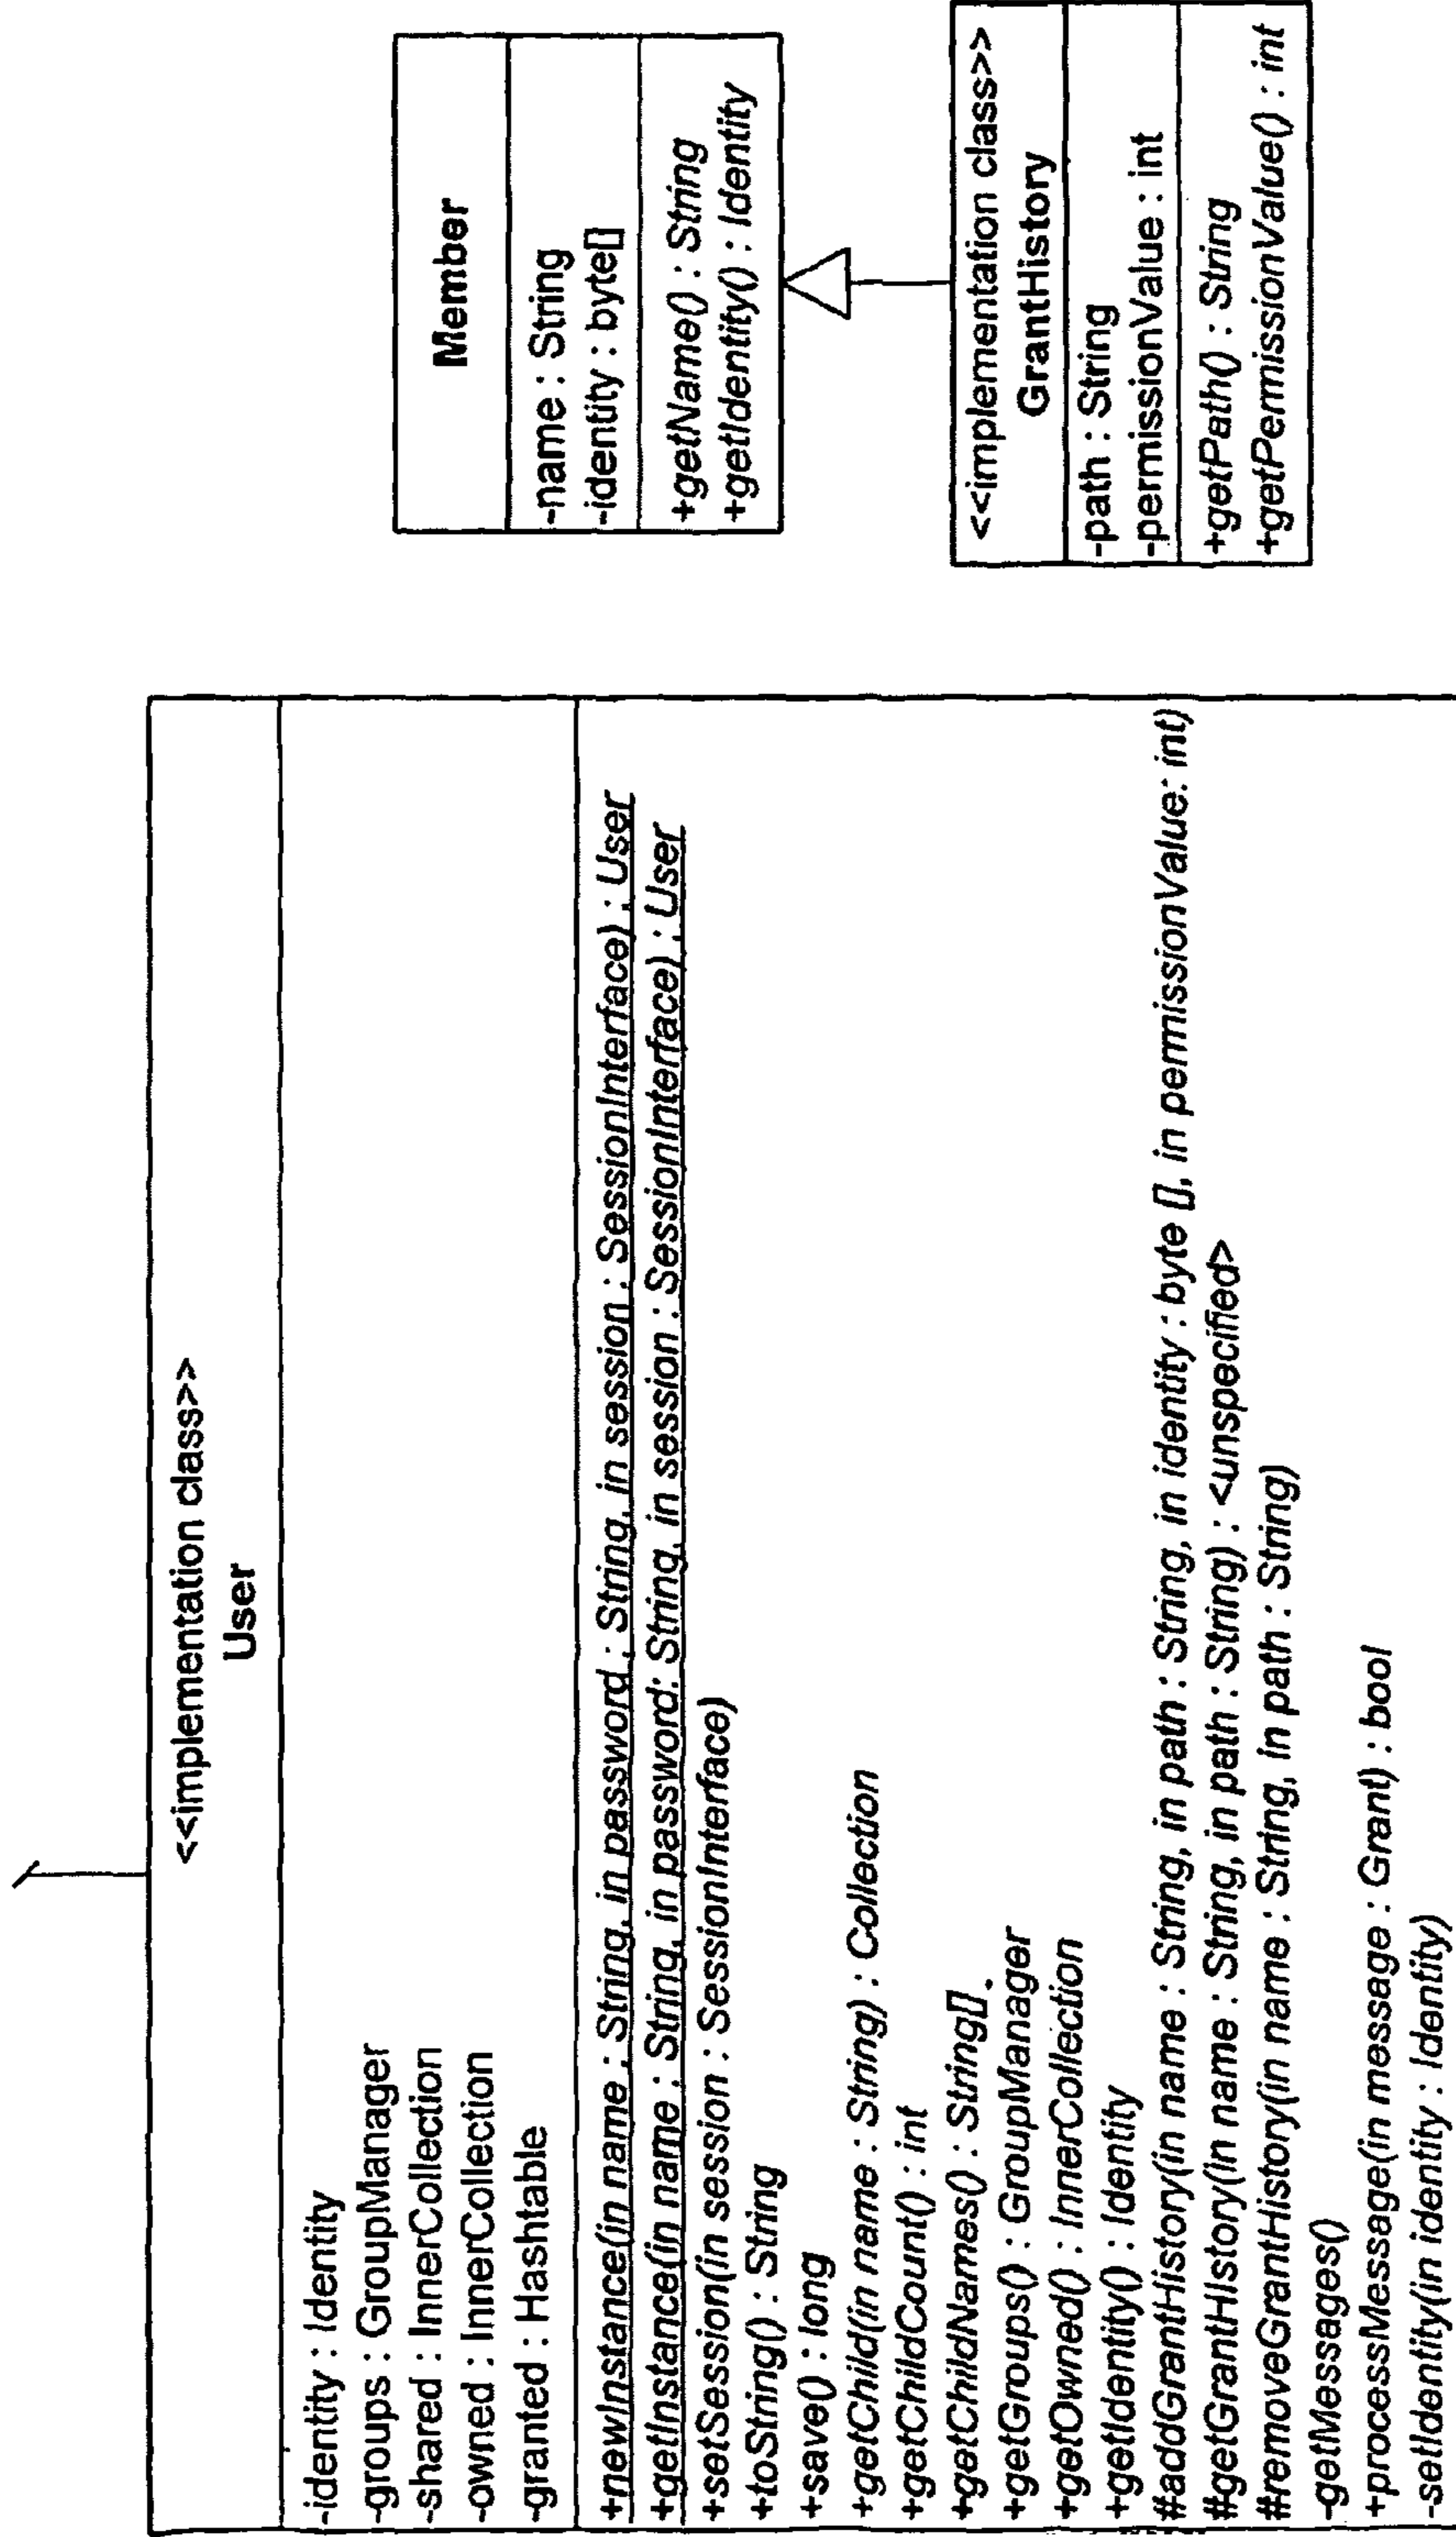 <<implementation class>>
User
-identity : Identity
-groups : GroupManager
-shared : InnerCollection
-owned : InnerCollection
-granted : Hashtable
+newInstance(in name : String, in password : String, in session : SessionInterface) : User
+getInstance(in name : String, in password: String, in session : SessionInterface) : User
+setSession(in session : SessionInterface)
+toString() : String
+save() : long
+getChild(in name : String) : Collection
+getChildCount() : int
+getChildNames() : String[]
+getGroups() : GroupManager
+getOwned() : InnerCollection
+getIdentity() : Identity
#addGrantHistory(in name : String, in path : String, in identity : byte [], in permissionValue: int)
#getGrantHistory(in name : String, in path : String) : <unspecified>
#removeGrantHistory(in name : String, in path : String)
-getMessages()
+processMessage(in message : Grant) : bool
-setIdentity(in identity : Identity)
Member
-name : String
-identity : byte[]
+getName() : String
+getIdentity() : Identity
<<implementation class>>
GrantHistory
-path : String
-permissionValue : int
+getPath() : String
+getPermissionValue() : int